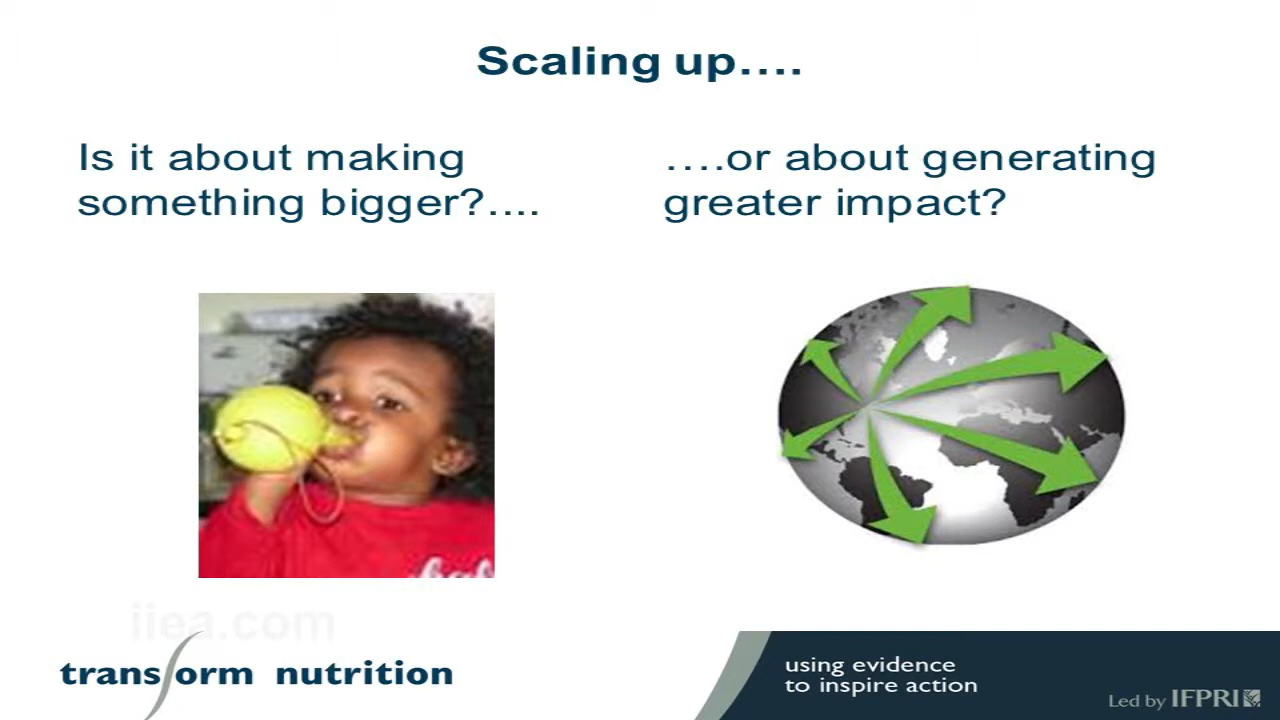 Scaling up....
Is it about making
something bigger?....
....or about generating
greater impact?
iiea.com
transform nutrition
using evidence
to inspire action
Led by IFPRI